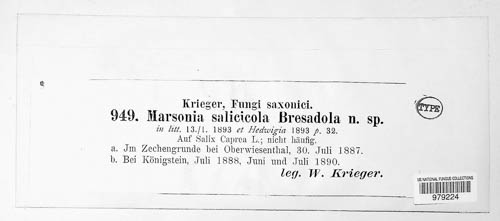 Krieger, Fungi saxonici.
949. Marsonia salicicola Bresadola n. sp.
in litt. 13./1. 1893 et Hedwigia 1893 p. 32.
Auf Salix Caprea L.; nicht häufig.
a. Jm Zechengrunde bei Oberwiesenthal, 30. Juli 1887.
b. Bei Königstein, Juli 1888, Juni und Juli 1890.
leg. W. Krieger.
TYPE
US NATIONAL FUNGUS COLLECTIONS
979224